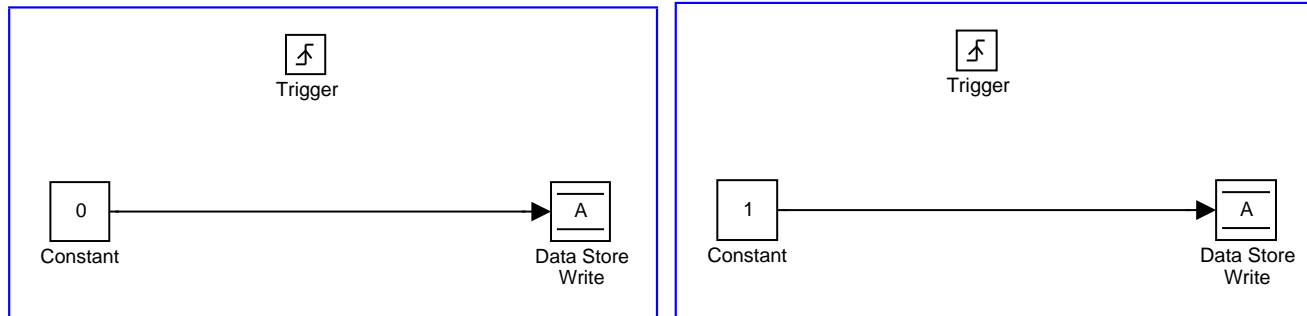 Trigger
0
A
Constant
Data Store
Write
Trigger
1
A
Constant
Data Store
Write